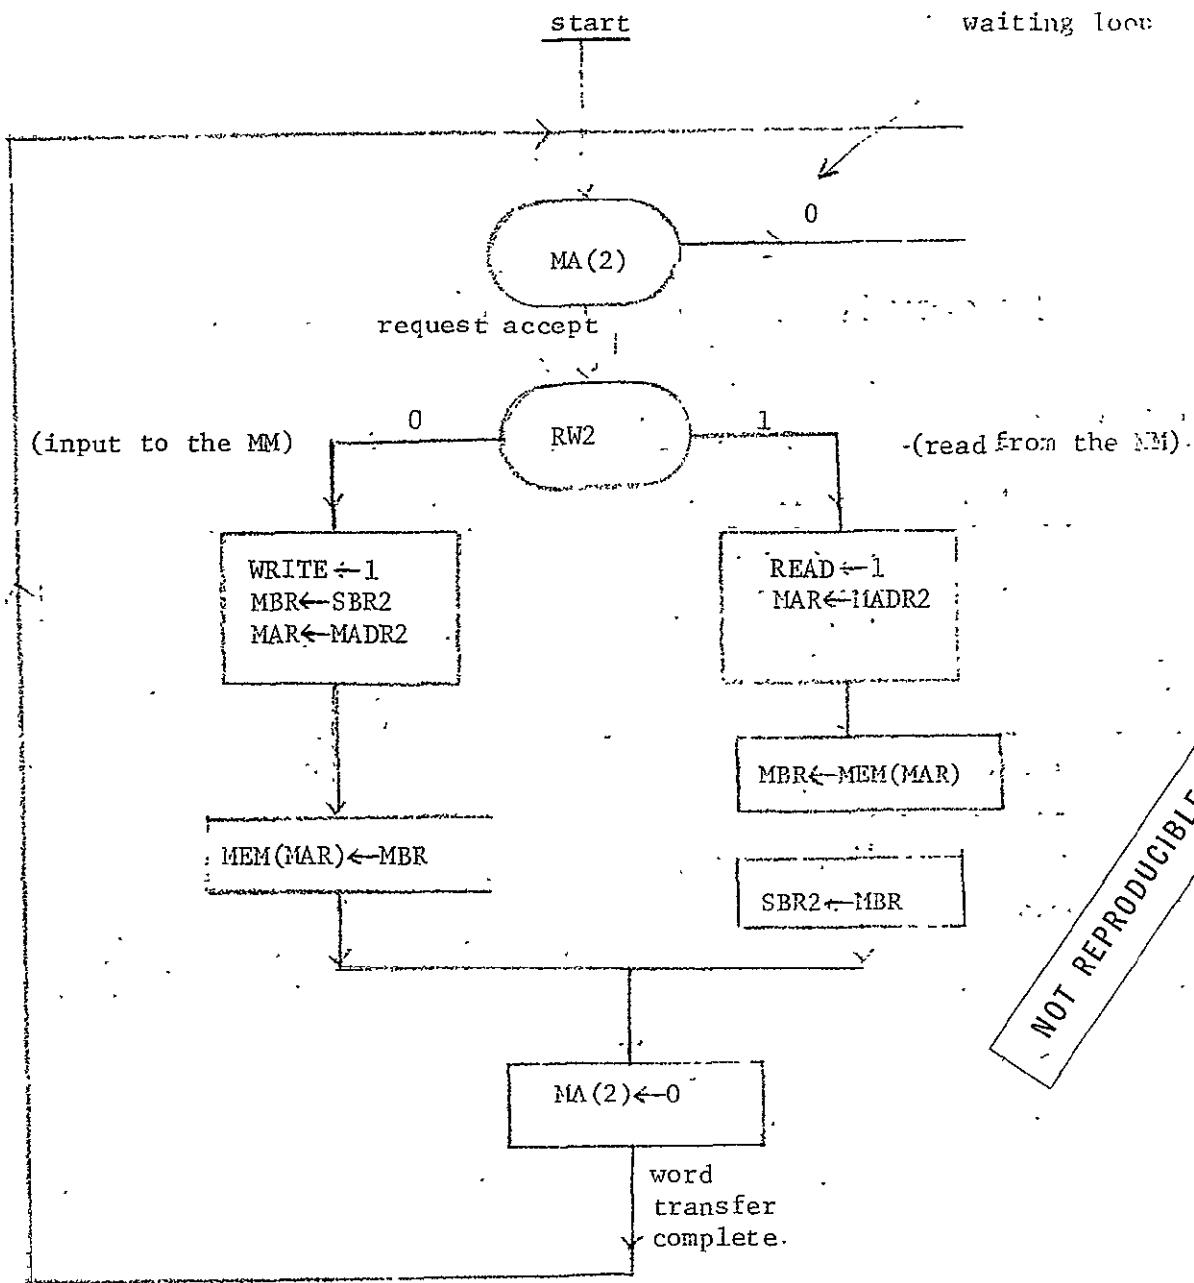 start
waiting loop
0
MA(2)
request accept
0
RW2
1
(input to the MM)
(read from the MM)
WRITE←1
MBR←SBR2
MAR←MADR2
READ←1
MAR←MADR2
MBR←MEM(MAR)
MEM(MAR)←MBR
SBR2←MBR
NOT REPRODUCIBLE
MA(2)←0
word
transfer
complete.